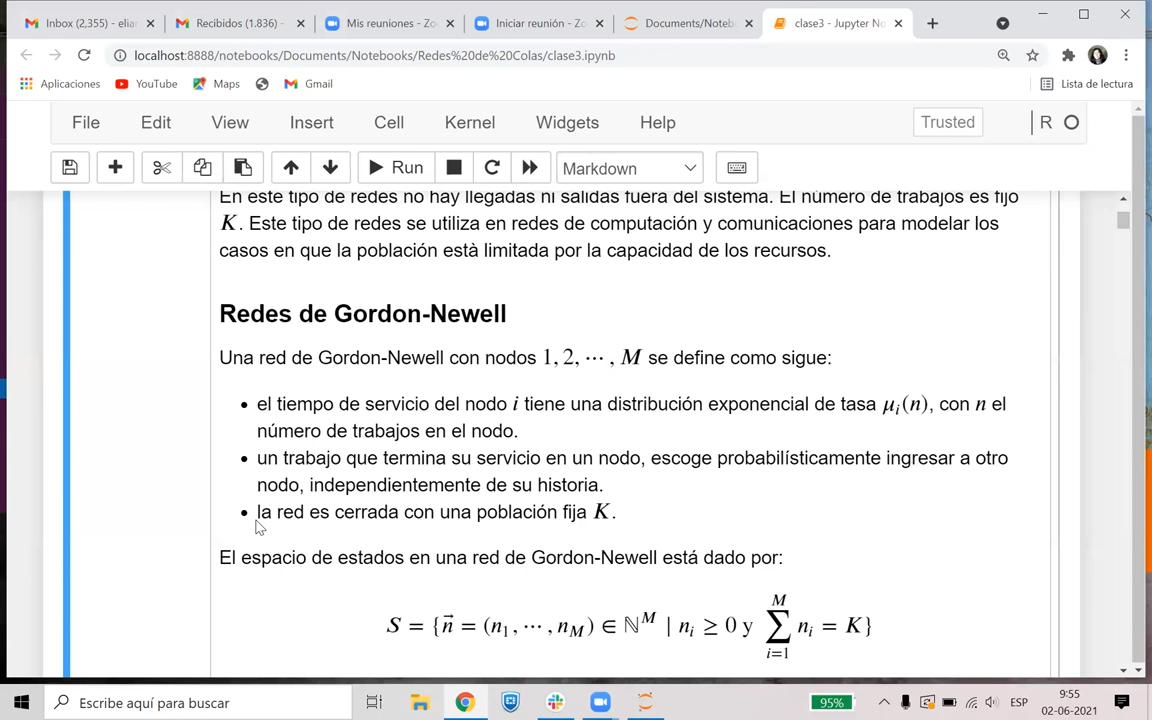 Inbox (2,355) - elian
Recibidos (1.836) -
Mis reuniones - Zo
Iniciar reunión - Zo
Documents/Noteb
clase3 - Jupyter No
localhost:8888/notebooks/Documents/Notebooks/Redes%20de%20Colas/clase3.ipynb
Aplicaciones YouTube Maps Gmail Lista de lectura
File Edit View Insert Cell Kernel Widgets Help Trusted R
Run Markdown
En este tipo de redes no hay llegadas ni salidas fuera del sistema. El número de trabajos es fijo
K. Este tipo de redes se utiliza en redes de computación y comunicaciones para modelar los
casos en que la población està limitada por la capacidad de los recursos.
Redes de Gordon-Newell
Una red de Gordon-Newell con nodos 1, 2, ⋯ , M se define como sigue:
• el tiempo de servicio del nodo i tiene una distribución exponencial de tasa μᵢ(n), con n el
número de trabajos en el nodo.
• un trabajo que termina su servicio en un nodo, escoge probabilísticamente ingresar a otro
nodo, independientemente de su historia.
• la red es cerrada con una población fija K.
El espacio de estados en una red de Gordon-Newell está dado por:
S = {n⃗ = (n₁, ⋯ , n_M) ∈ ℕ^M | nᵢ ≥ 0 y ∑_{i=1}^{M} nᵢ = K}
Escribe aquí para buscar
95%
ESP
9:55
02-06-2021